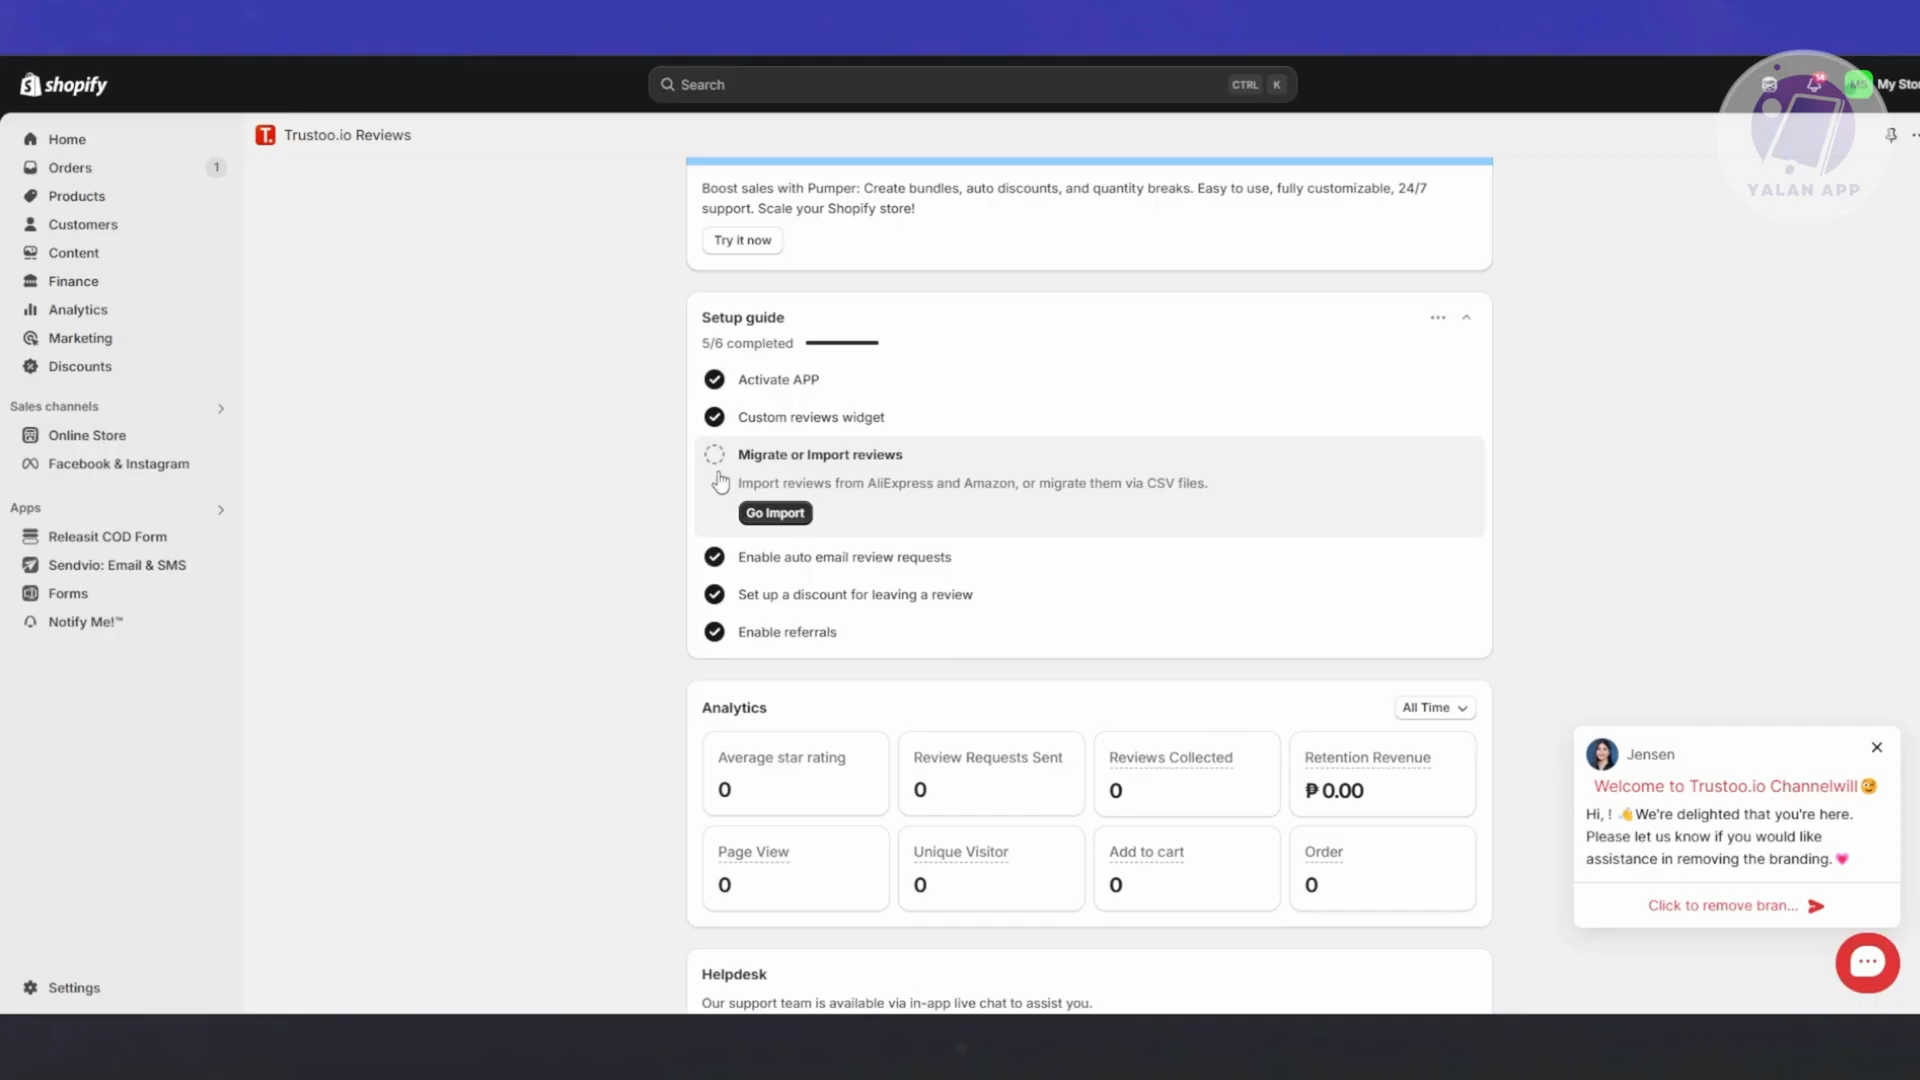 shopify
Search
CTRL K
MS
My Sto
YALAN APP
Home
Orders
1
Products
Customers
Content
Finance
Analytics
Marketing
Discounts
Sales channels
Online Store
Facebook & Instagram
Apps
Releasit COD Form
Sendvio: Email & SMS
Forms
Notify Me!™
Settings
T. Trustoo.io Reviews
Boost sales with Pumper: Create bundles, auto discounts, and quantity breaks. Easy to use, fully customizable, 24/7
support. Scale your Shopify store!
Try it now
Setup guide
5/6 completed
Activate APP
Custom reviews widget
Migrate or Import reviews
Import reviews from AliExpress and Amazon, or migrate them via CSV files.
Go Import
Enable auto email review requests
Set up a discount for leaving a review
Enable referrals
Analytics
All Time
Average star rating
0
Review Requests Sent
0
Reviews Collected
0
Retention Revenue
₱ 0.00
Page View
0
Unique Visitor
0
Add to cart
0
Order
0
Helpdesk
Our support team is available via in-app live chat to assist you.
Jensen
Welcome to Trustoo.io Channelwill😉
Hi, ! 👋 We're delighted that you're here.
Please let us know if you would like
assistance in removing the branding.💗
Click to remove bran...